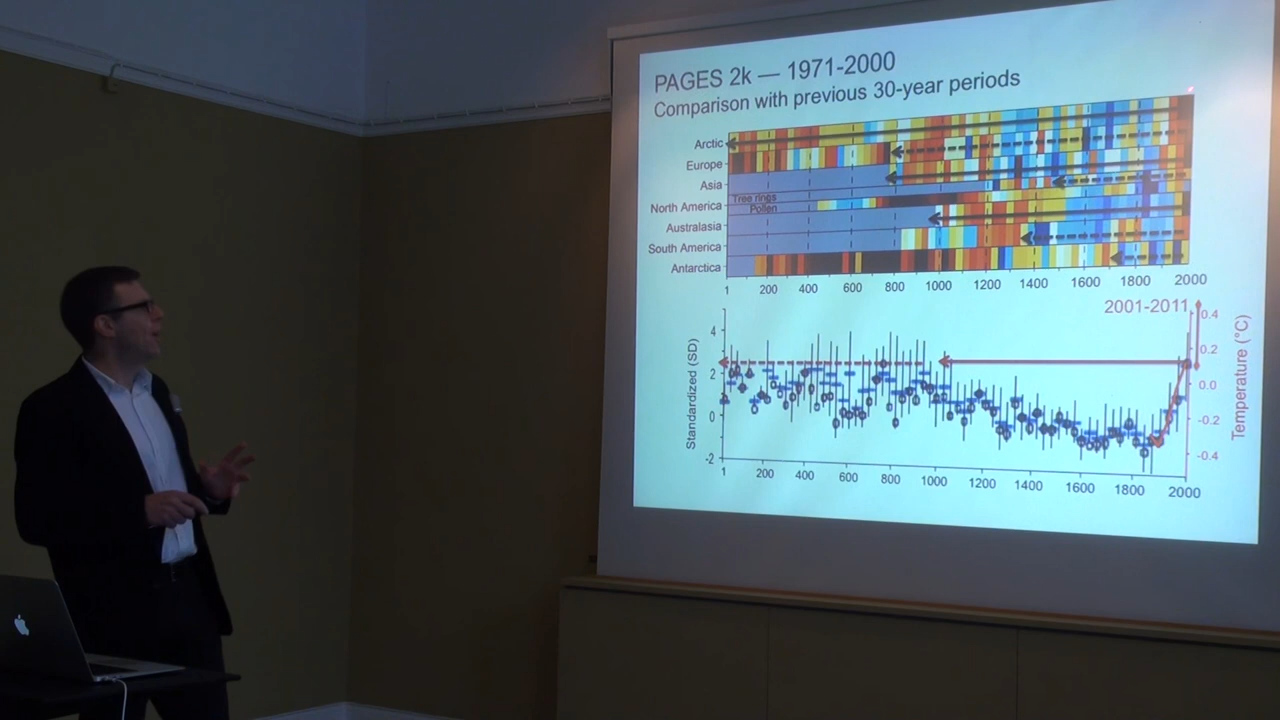 PAGES 2k — 1971-2000
Comparison with previous 30-year periods
Arctic
Europe
Asia
North America
Tree rings
Pollen
Australasia
South America
Antarctica
1 200 400 600 800 1000 1200 1400 1600 1800 2000
2001-2011
Standardized (SD)
4
2
0
-2
0.4
0.2
0.0
-0.2
-0.4
Temperature (°C)
1 200 400 600 800 1000 1200 1400 1600 1800 2000